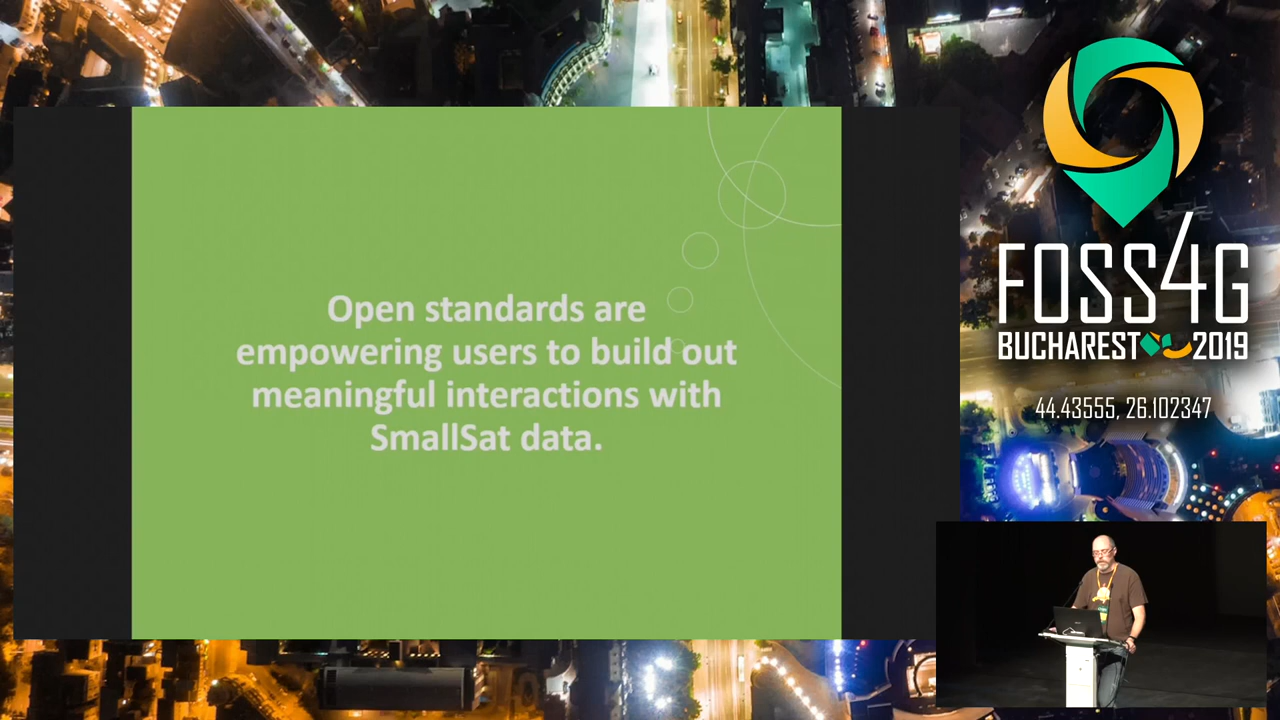 Open standards are
empowering users to build out
meaningful interactions with
SmallSat data.
FOSS4G
BUCHAREST 2019
44.43555, 26.102347